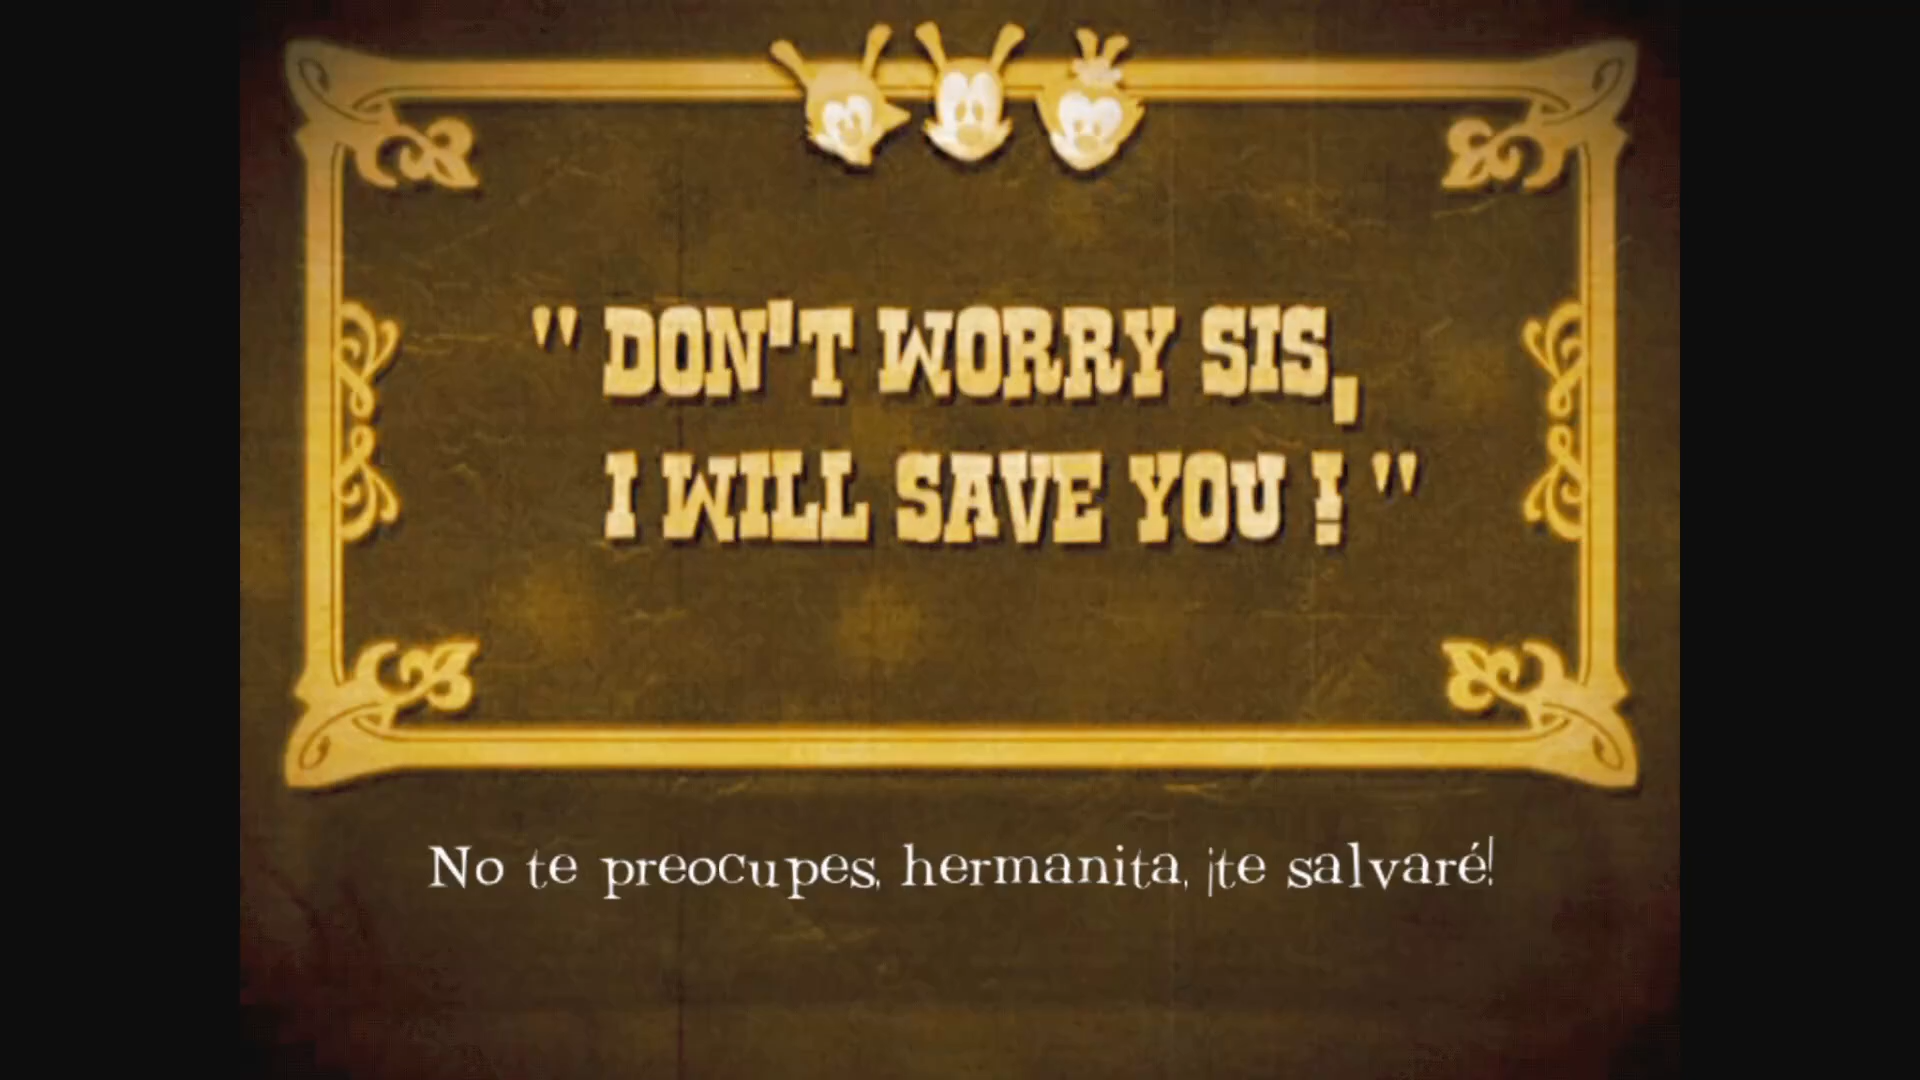 " DON'T WORRY SIS,
I WILL SAVE YOU ! "
No te preocupes, hermanita, ¡te salvaré!